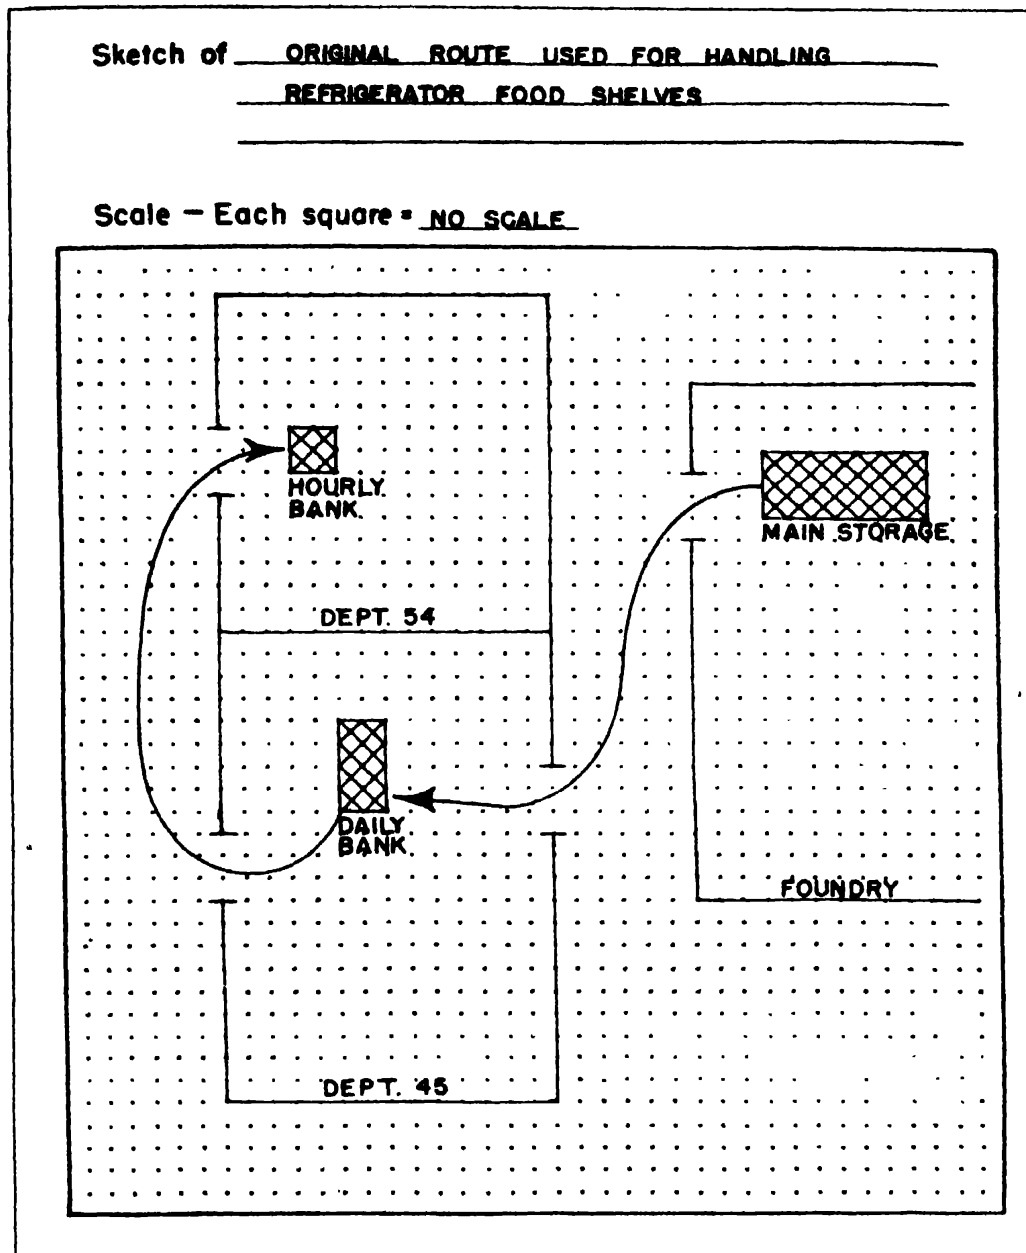 Sketch of ORIGINAL ROUTE USED FOR HANDLING
REFRIGERATOR FOOD SHELVES
Scale - Each square = NO SCALE
HOURLY
BANK
MAIN STORAGE
DEPT. 54
DAILY
BANK
FOUNDRY
DEPT. 45